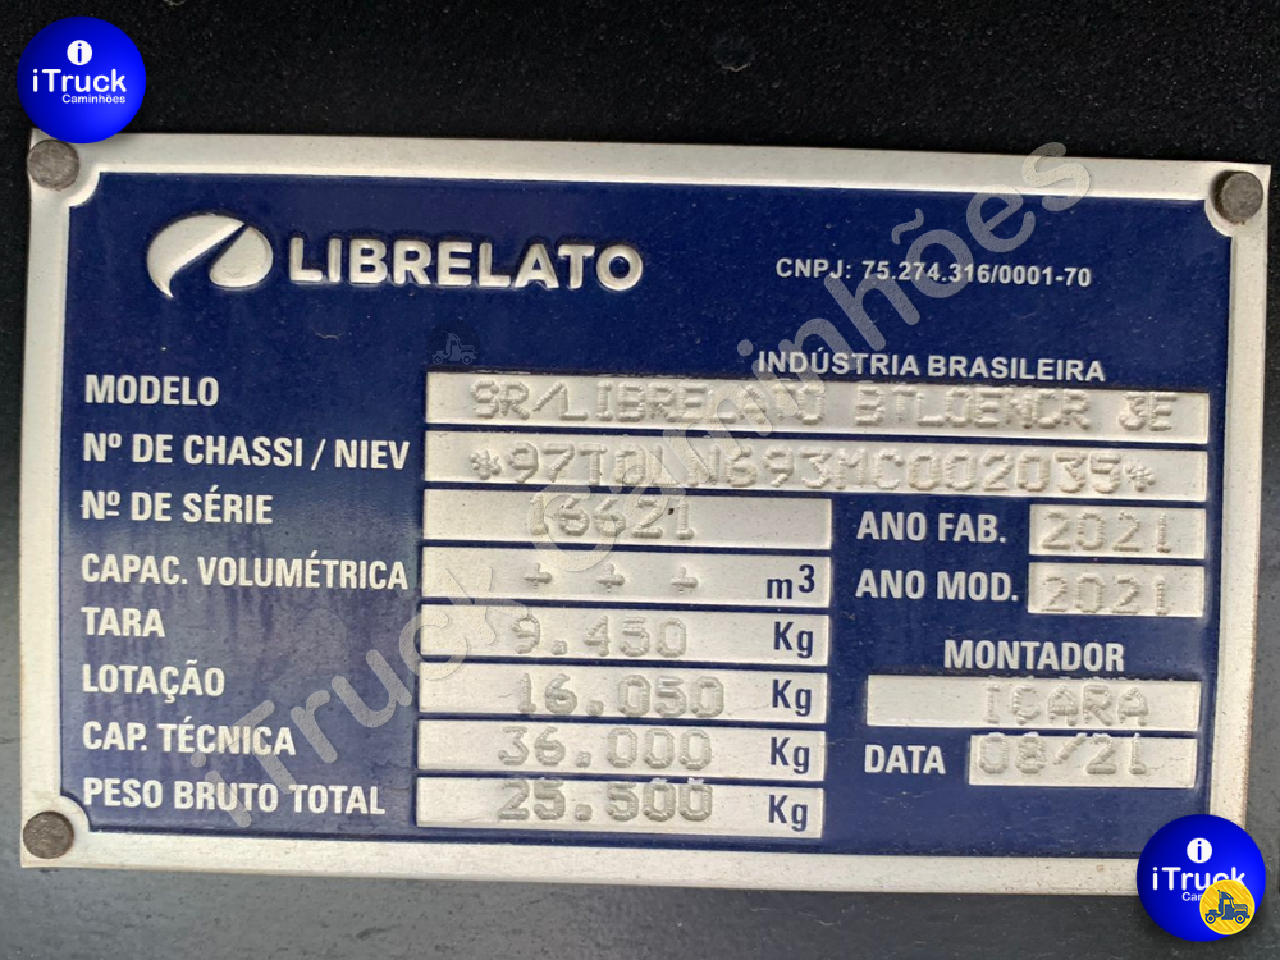 i
iTruck
Caminhões
LIBRELATO
CNPJ: 75.274.316/0001-70
INDÚSTRIA BRASILEIRA
MODELO SR/LIBRELATO BTLOENCR 3E
Nº DE CHASSI / NIEV *97T0LN693MC002035*
Nº DE SÉRIE 16621 ANO FAB. 2021
CAPAC. VOLUMÉTRICA + + + m3 ANO MOD. 2021
TARA 9.450 Kg
MONTADOR
LOTAÇÃO 16.050 Kg IÇARA
CAP. TÉCNICA 36.000 Kg DATA 08/21
PESO BRUTO TOTAL 25.500 Kg
iTruck Caminhões
i
iTruck